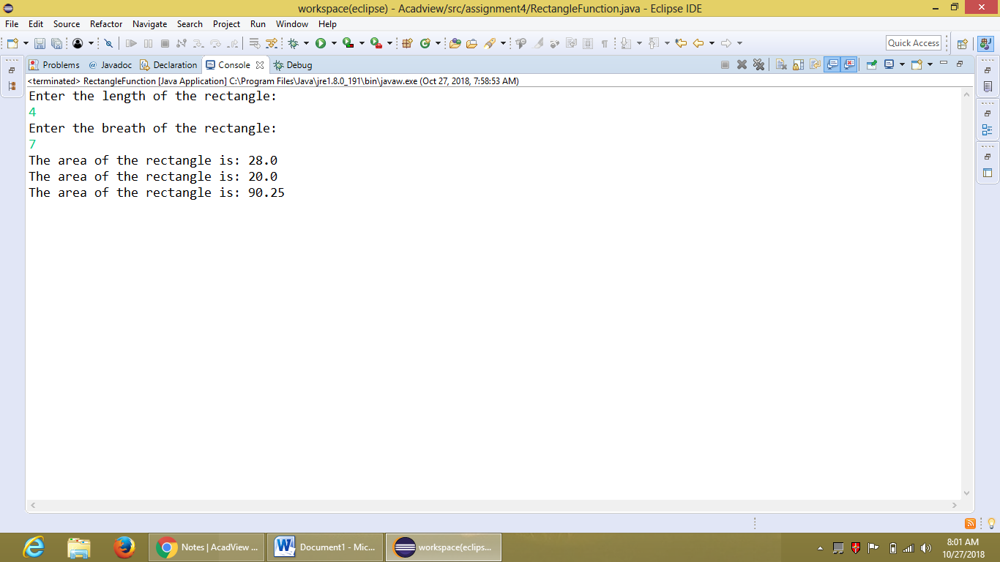 workspace(eclipse) - Acadview/src/assignment4/RectangleFunction.java - Eclipse IDE
File Edit Source Refactor Navigate Search Project Run Window Help
Quick Access
Problems @ Javadoc Declaration Console Debug
<terminated> RectangleFunction [Java Application] C:\Program Files\Java\jre1.8.0_191\bin\javaw.exe (Oct 27, 2018, 7:58:53 AM)
Enter the length of the rectangle:
4
Enter the breath of the rectangle:
7
The area of the rectangle is: 28.0
The area of the rectangle is: 20.0
The area of the rectangle is: 90.25
Notes | AcadView ... Document1 - Mic... workspace(eclips...
8:01 AM
10/27/2018